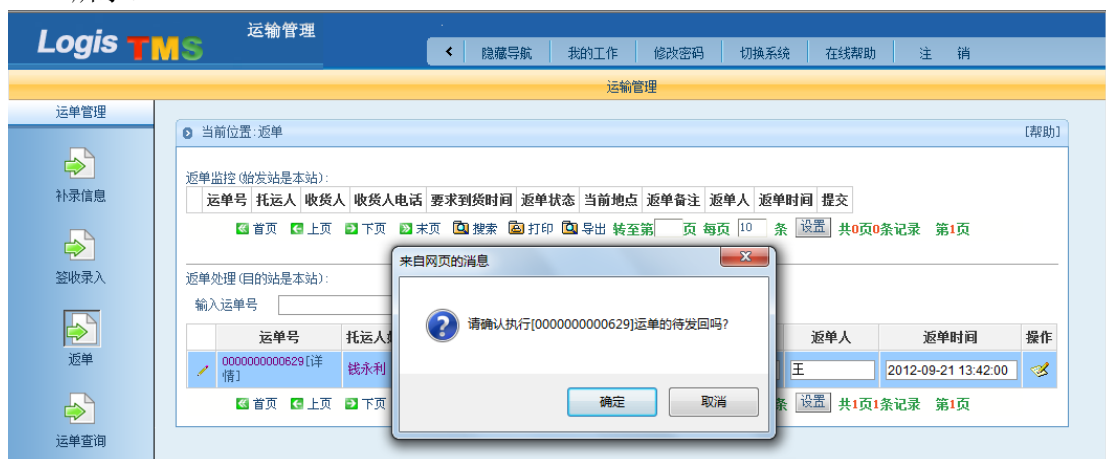 Logis TMS
运输管理
隐藏导航 我的工作 修改密码 切换系统 在线帮助 注 销
运输管理
运单管理
补录信息
签收录入
返单
运单查询
当前位置:返单 [帮助]
返单监控(始发站是本站):
运单号 托运人 收货人 收货人电话 要求到货时间 返单状态 当前地点 返单备注 返单人 返单时间 提交
首页 上页 下页 末页 搜索 打印 导出 转至第 页 每页 10 条 设置 共0页0条记录 第1页
返单处理(目的站是本站):
输入运单号
运单号 托运人 返单人 返单时间 操作
0000000000629[详
情]
钱永利 王 2012-09-21 13:42:00
首页 上页 下页 条 设置 共1页1条记录 第1页
来自网页的消息
请确认执行[0000000000629]运单的待发回吗?
确定 取消